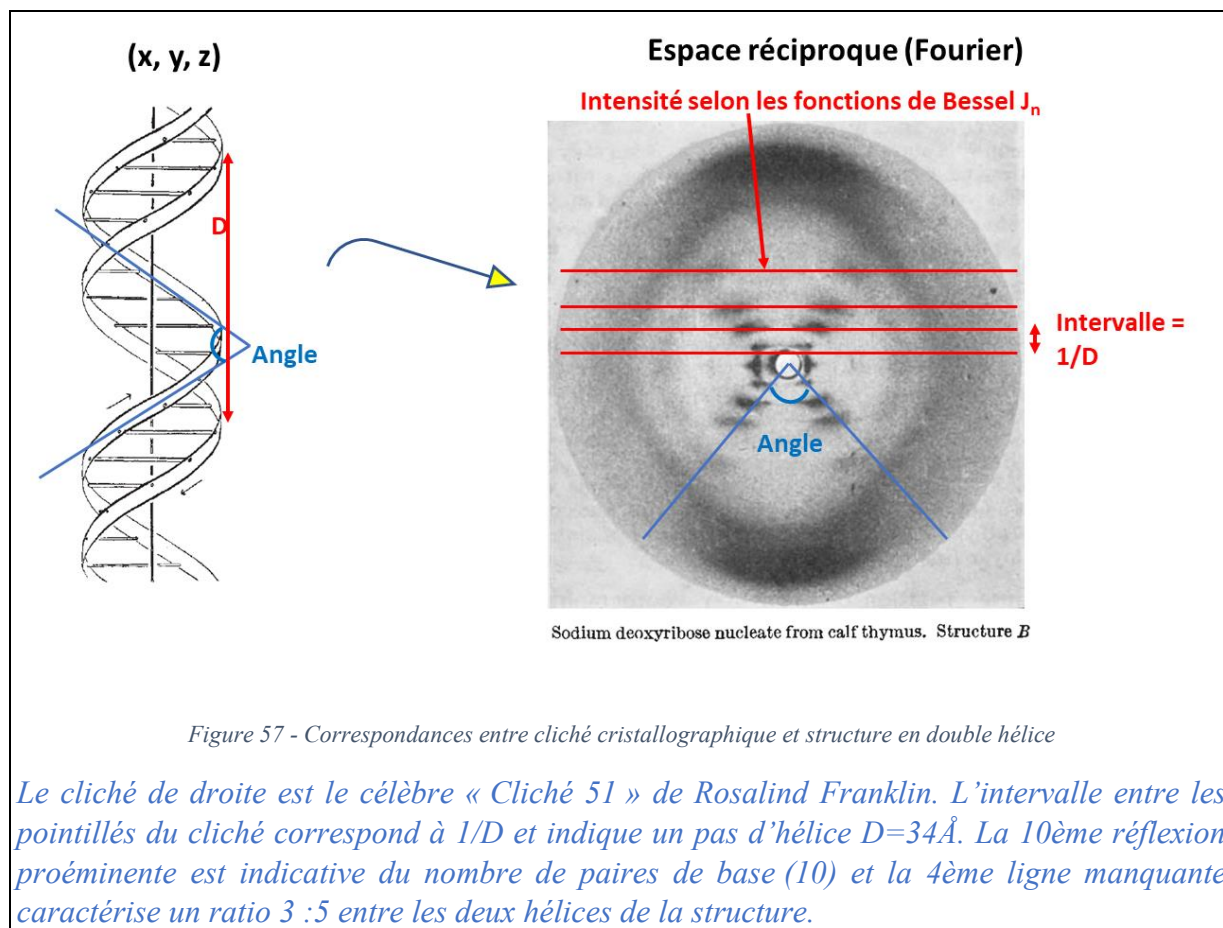 (x, y, z)
Espace réciproque (Fourier)
Intensité selon les fonctions de Bessel Jn
D
Angle
Intervalle =
1/D
Angle
Sodium deoxyribose nucleate from calf thymus. Structure B
Figure 57 - Correspondances entre cliché cristallographique et structure en double hélice
Le cliché de droite est le célèbre « Cliché 51 » de Rosalind Franklin. L’intervalle entre les
pointillés du cliché correspond à 1/D et indique un pas d’hélice D=34Å. La 10ème réflexion
proéminente est indicative du nombre de paires de base (10) et la 4ème ligne manquante
caractérise un ratio 3 :5 entre les deux hélices de la structure.